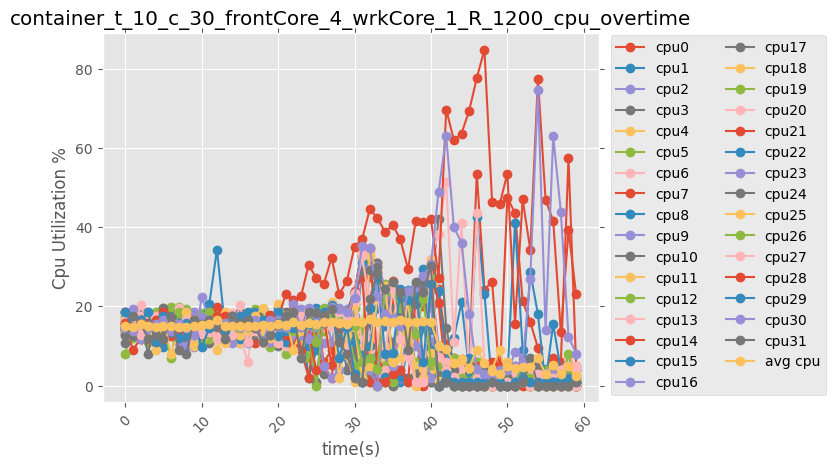 container_t_10_c_30_frontCore_4_wrkCore_1_R_1200_cpu_overtime
Cpu Utilization %
80
60
40
20
0
0
10
20
30
40
50
60
time(s)
cpu0
cpu1
cpu2
cpu3
cpu4
cpu5
cpu6
cpu7
cpu8
cpu9
cpu10
cpu11
cpu12
cpu13
cpu14
cpu15
cpu16
cpu17
cpu18
cpu19
cpu20
cpu21
cpu22
cpu23
cpu24
cpu25
cpu26
cpu27
cpu28
cpu29
cpu30
cpu31
avg cpu